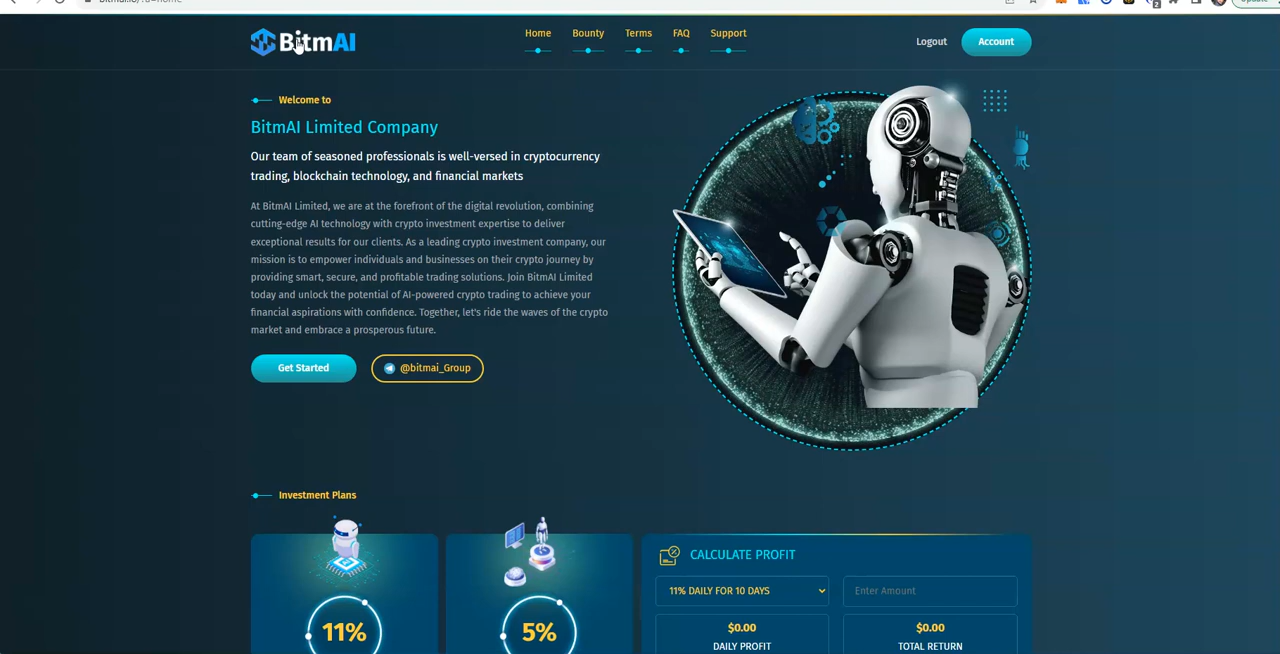 BitmAI
Home
Bounty
Terms
FAQ
Support
Logout
Account
Welcome to
BitmAI Limited Company
Our team of seasoned professionals is well-versed in cryptocurrency
trading, blockchain technology, and financial markets
At BitmAI Limited, we are at the forefront of the digital revolution, combining
cutting-edge AI technology with crypto investment expertise to deliver
exceptional results for our clients. As a leading crypto investment company, our
mission is to empower individuals and businesses on their crypto journey by
providing smart, secure, and profitable trading solutions. Join BitmAI Limited
today and unlock the potential of AI-powered crypto trading to achieve your
financial aspirations with confidence. Together, let's ride the waves of the crypto
market and embrace a prosperous future.
Get Started
@bitmai_Group
Investment Plans
11%
5%
CALCULATE PROFIT
11% DAILY FOR 10 DAYS
Enter Amount
$0.00
DAILY PROFIT
$0.00
TOTAL RETURN